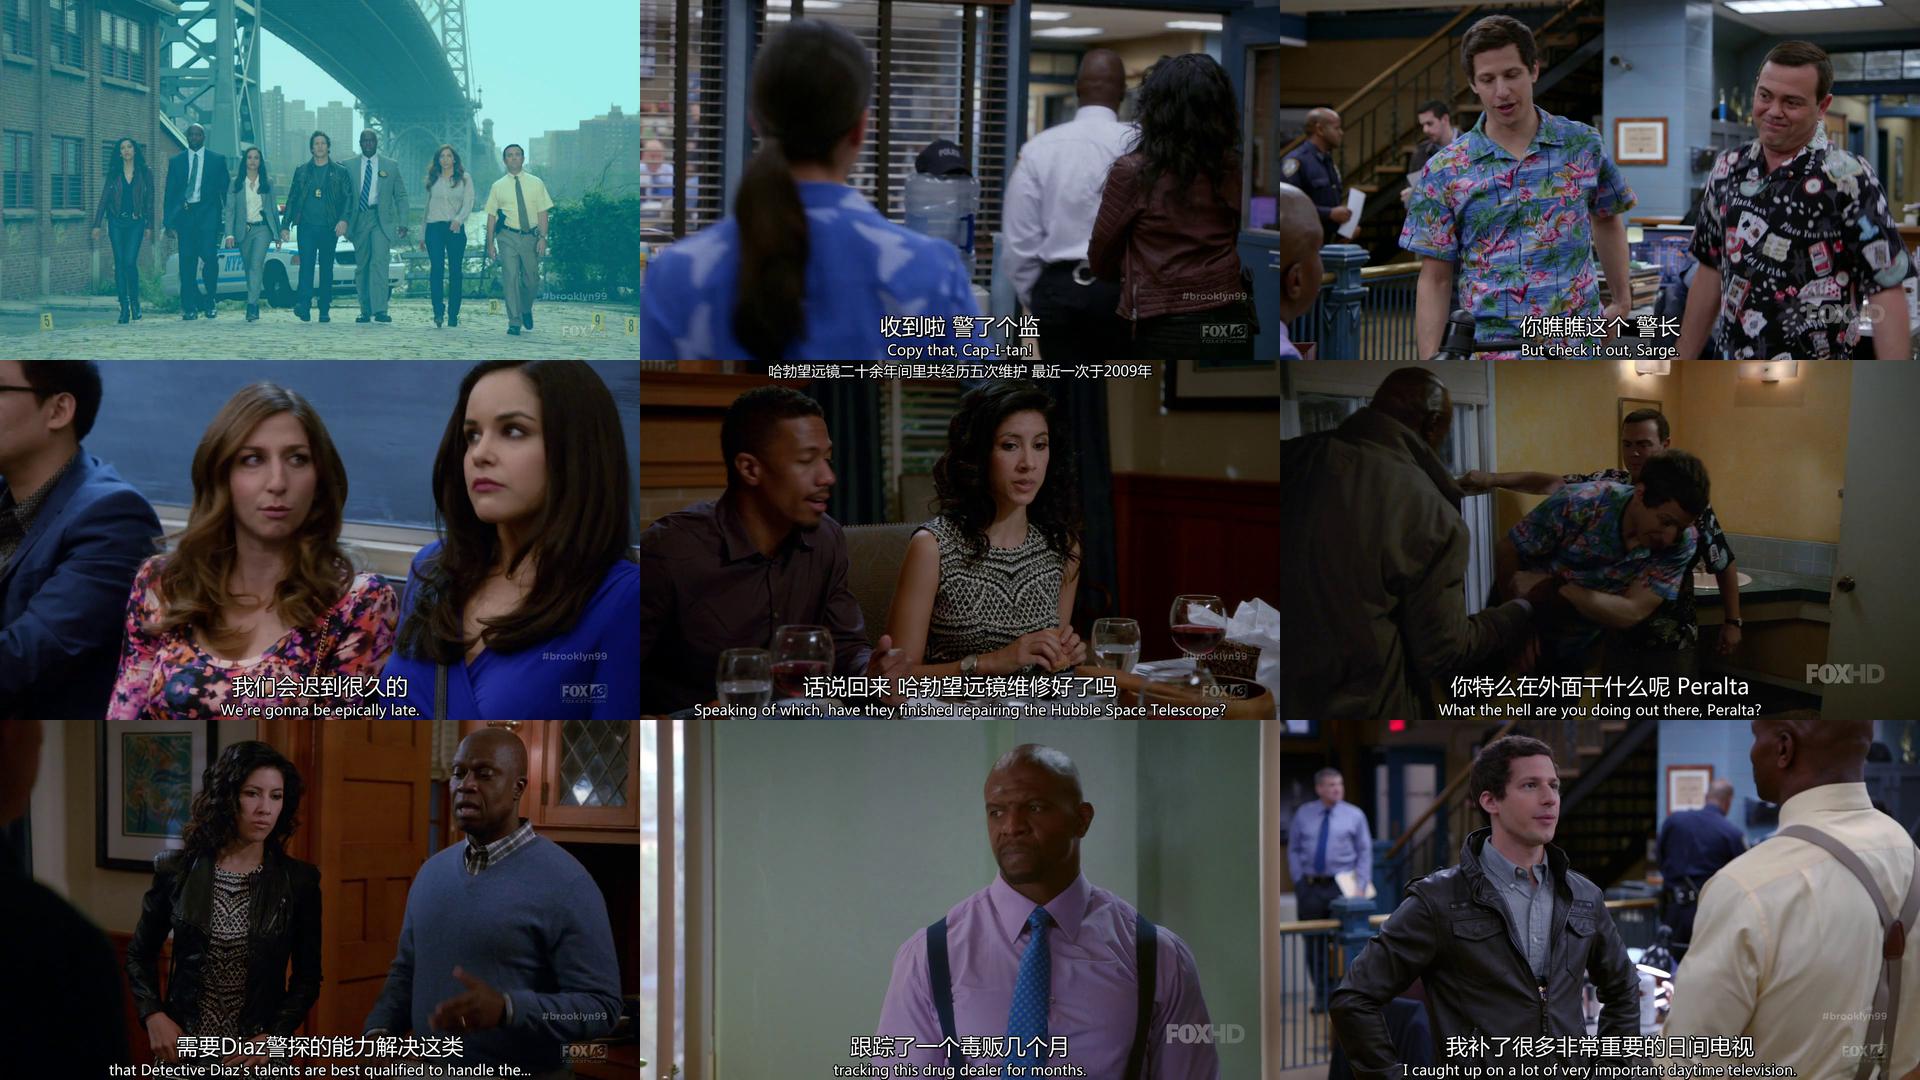 #brooklyn99
FOX
收到啦 警了个监
Copy that, Cap-I-tan!
#brooklyn99
FOX 43
你瞧瞧这个 警长
But check it out, Sarge.
FOXHD
我们会迟到很久的
We're gonna be epically late.
#brooklyn99
FOX 43
哈勃望远镜二十余年间里共经历五次维护 最近一次于2009年
话说回来 哈勃望远镜维修好了吗
Speaking of which, have they finished repairing the Hubble Space Telescope?
#brooklyn99
FOX 43
你特么在外面干什么呢 Peralta
What the hell are you doing out there, Peralta?
FOXHD
需要Diaz警探的能力解决这类
that Detective Diaz's talents are best qualified to handle the...
#brooklyn99
FOX 43
跟踪了一个毒贩几个月
tracking this drug dealer for months.
FOXHD
我补了很多非常重要的日间电视
I caught up on a lot of very important daytime television.
#brooklyn99
FOX 43